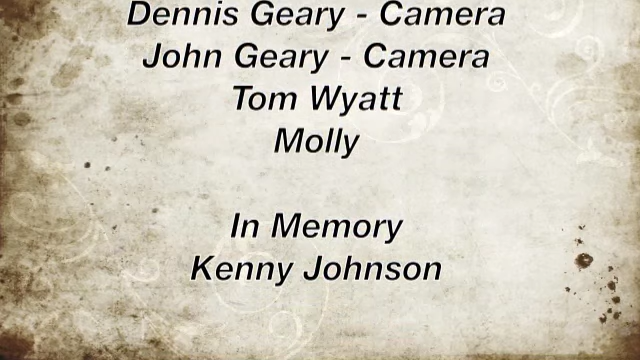 Dennis Geary - Camera
John Geary - Camera
Tom Wyatt
Molly
In Memory
Kenny Johnson